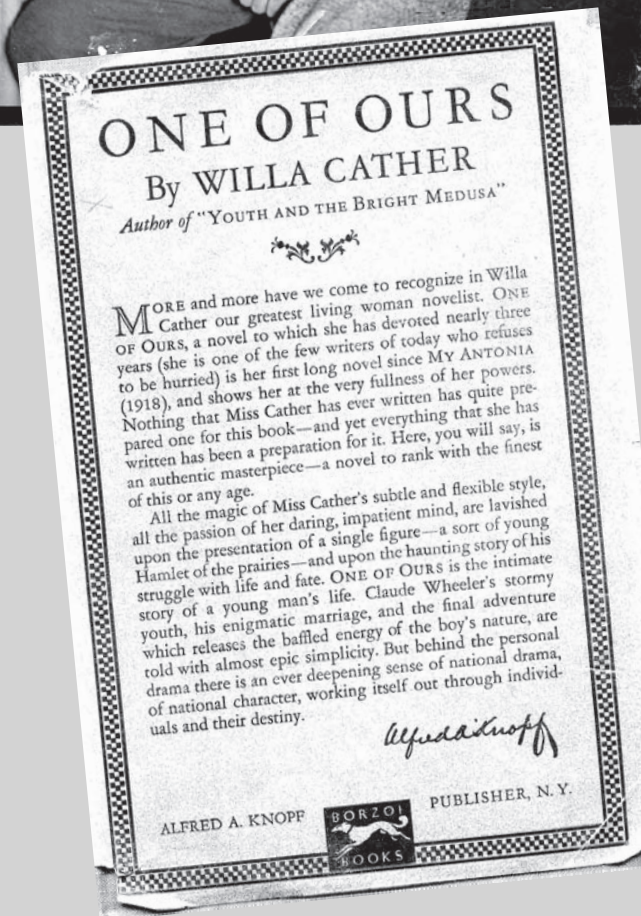 ONE OF OURS
By WILLA CATHER
Author of "YOUTH AND THE BRIGHT MEDUSA"
MORE and more have we come to recognize in Willa
Cather our greatest living woman novelist. ONE
OF OURS, a novel to which she has devoted nearly three
years (she is one of the few writers of today who refuses
to be hurried) is her first long novel since MY ANTONIA
(1918), and shows her at the very fullness of her powers.
Nothing that Miss Cather has ever written has quite pre-
pared one for this book—and yet everything that she has
written has been a preparation for it. Here, you will say, is
an authentic masterpiece—a novel to rank with the finest
of this or any age.
All the magic of Miss Cather's subtle and flexible style,
all the passion of her daring, impatient mind, are lavished
upon the presentation of a single figure—a sort of young
Hamlet of the prairies—and upon the haunting story of his
struggle with life and fate. ONE OF OURS is the intimate
story of a young man's life. Claude Wheeler's stormy
youth, his enigmatic marriage, and the final adventure
which releases the baffled energy of the boy's nature, are
told with almost epic simplicity. But behind the personal
drama there is an ever deepening sense of national drama,
of national character, working itself out through individ-
uals and their destiny.
Alfred A. Knopf
ALFRED A. KNOPF
BORZOI
BOOKS
PUBLISHER, N. Y.